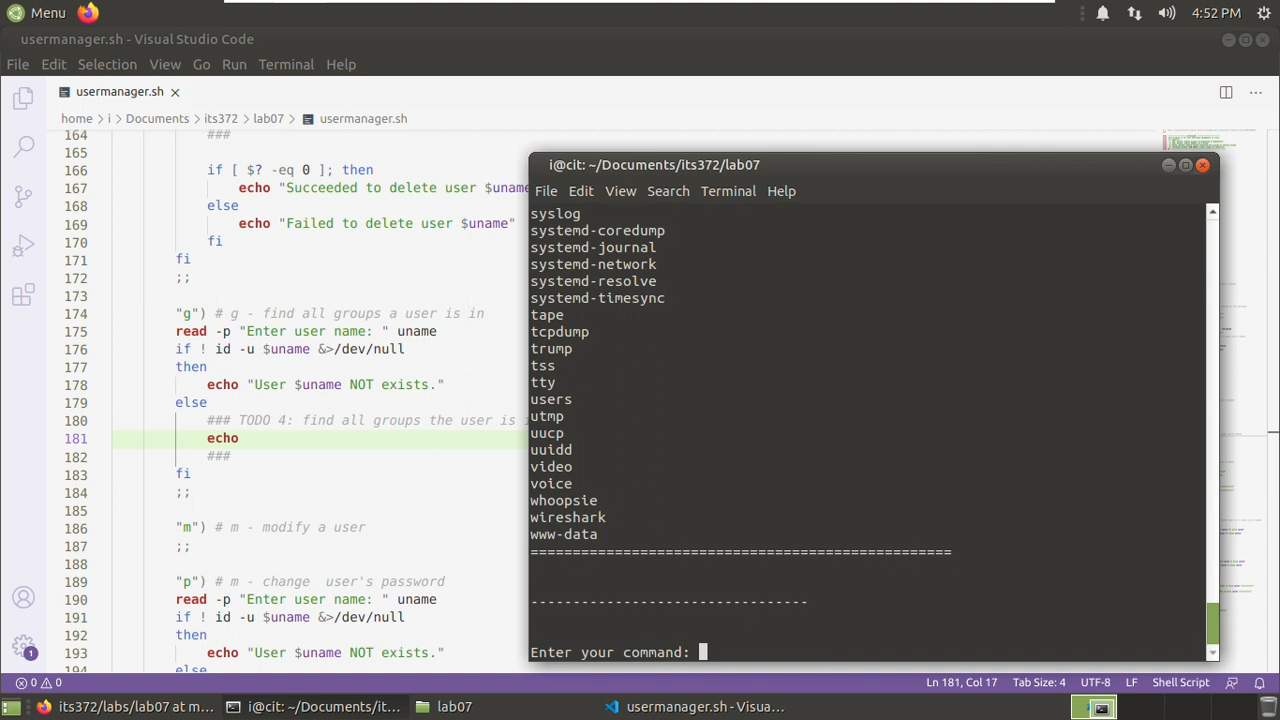 Menu
4:52 PM
usermanager.sh - Visual Studio Code
File Edit Selection View Go Run Terminal Help
usermanager.sh
home › i › Documents › its372 › lab07 › usermanager.sh
164 ###
165
166 if [ $? -eq 0 ]; then
167 echo "Succeeded to delete user $uname
168 else
169 echo "Failed to delete user $uname"
170 fi
171 fi
172 ;;
173
174 "g") # g - find all groups a user is in
175 read -p "Enter user name: " uname
176 if ! id -u $uname &>/dev/null
177 then
178 echo "User $uname NOT exists."
179 else
180 ### TODO 4: find all groups the user is i
181 echo
182 ###
183 fi
184 ;;
185
186 "m") # m - modify a user
187 ;;
188
189 "p") # m - change  user's password
190 read -p "Enter user name: " uname
191 if ! id -u $uname &>/dev/null
192 then
193 echo "User $uname NOT exists."
194 else
i@cit: ~/Documents/its372/lab07
File Edit View Search Terminal Help
syslog
systemd-coredump
systemd-journal
systemd-network
systemd-resolve
systemd-timesync
tape
tcpdump
trump
tss
tty
users
utmp
uucp
uuidd
video
voice
whoopsie
wireshark
www-data
==================================================
---------------------------------
Enter your command:
1
0 0 Ln 181, Col 17 Tab Size: 4 UTF-8 LF Shell Script
its372/labs/lab07 at m... i@cit: ~/Documents/it... lab07 usermanager.sh - Visua...